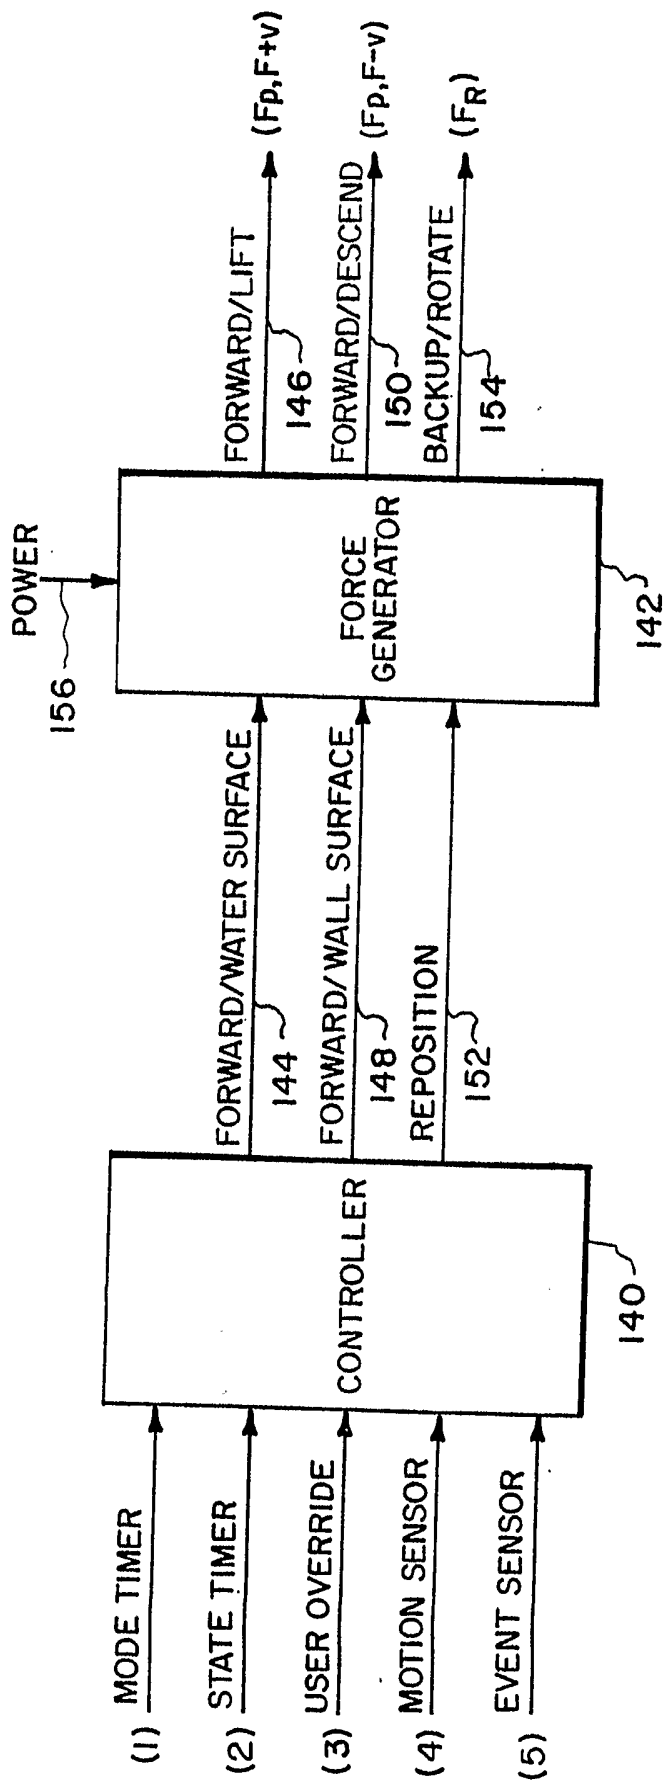 (1) MODE TIMER
(2) STATE TIMER
(3) USER OVERRIDE
(4) MOTION SENSOR
(5) EVENT SENSOR
CONTROLLER
140
FORWARD/WATER SURFACE
144
FORWARD/WALL SURFACE
148
REPOSITION
152
POWER
156
FORCE
GENERATOR
142
FORWARD/LIFT
146
(Fp,F+v)
FORWARD/DESCEND
150
(Fp,F-v)
BACKUP/ROTATE
154
(FR)